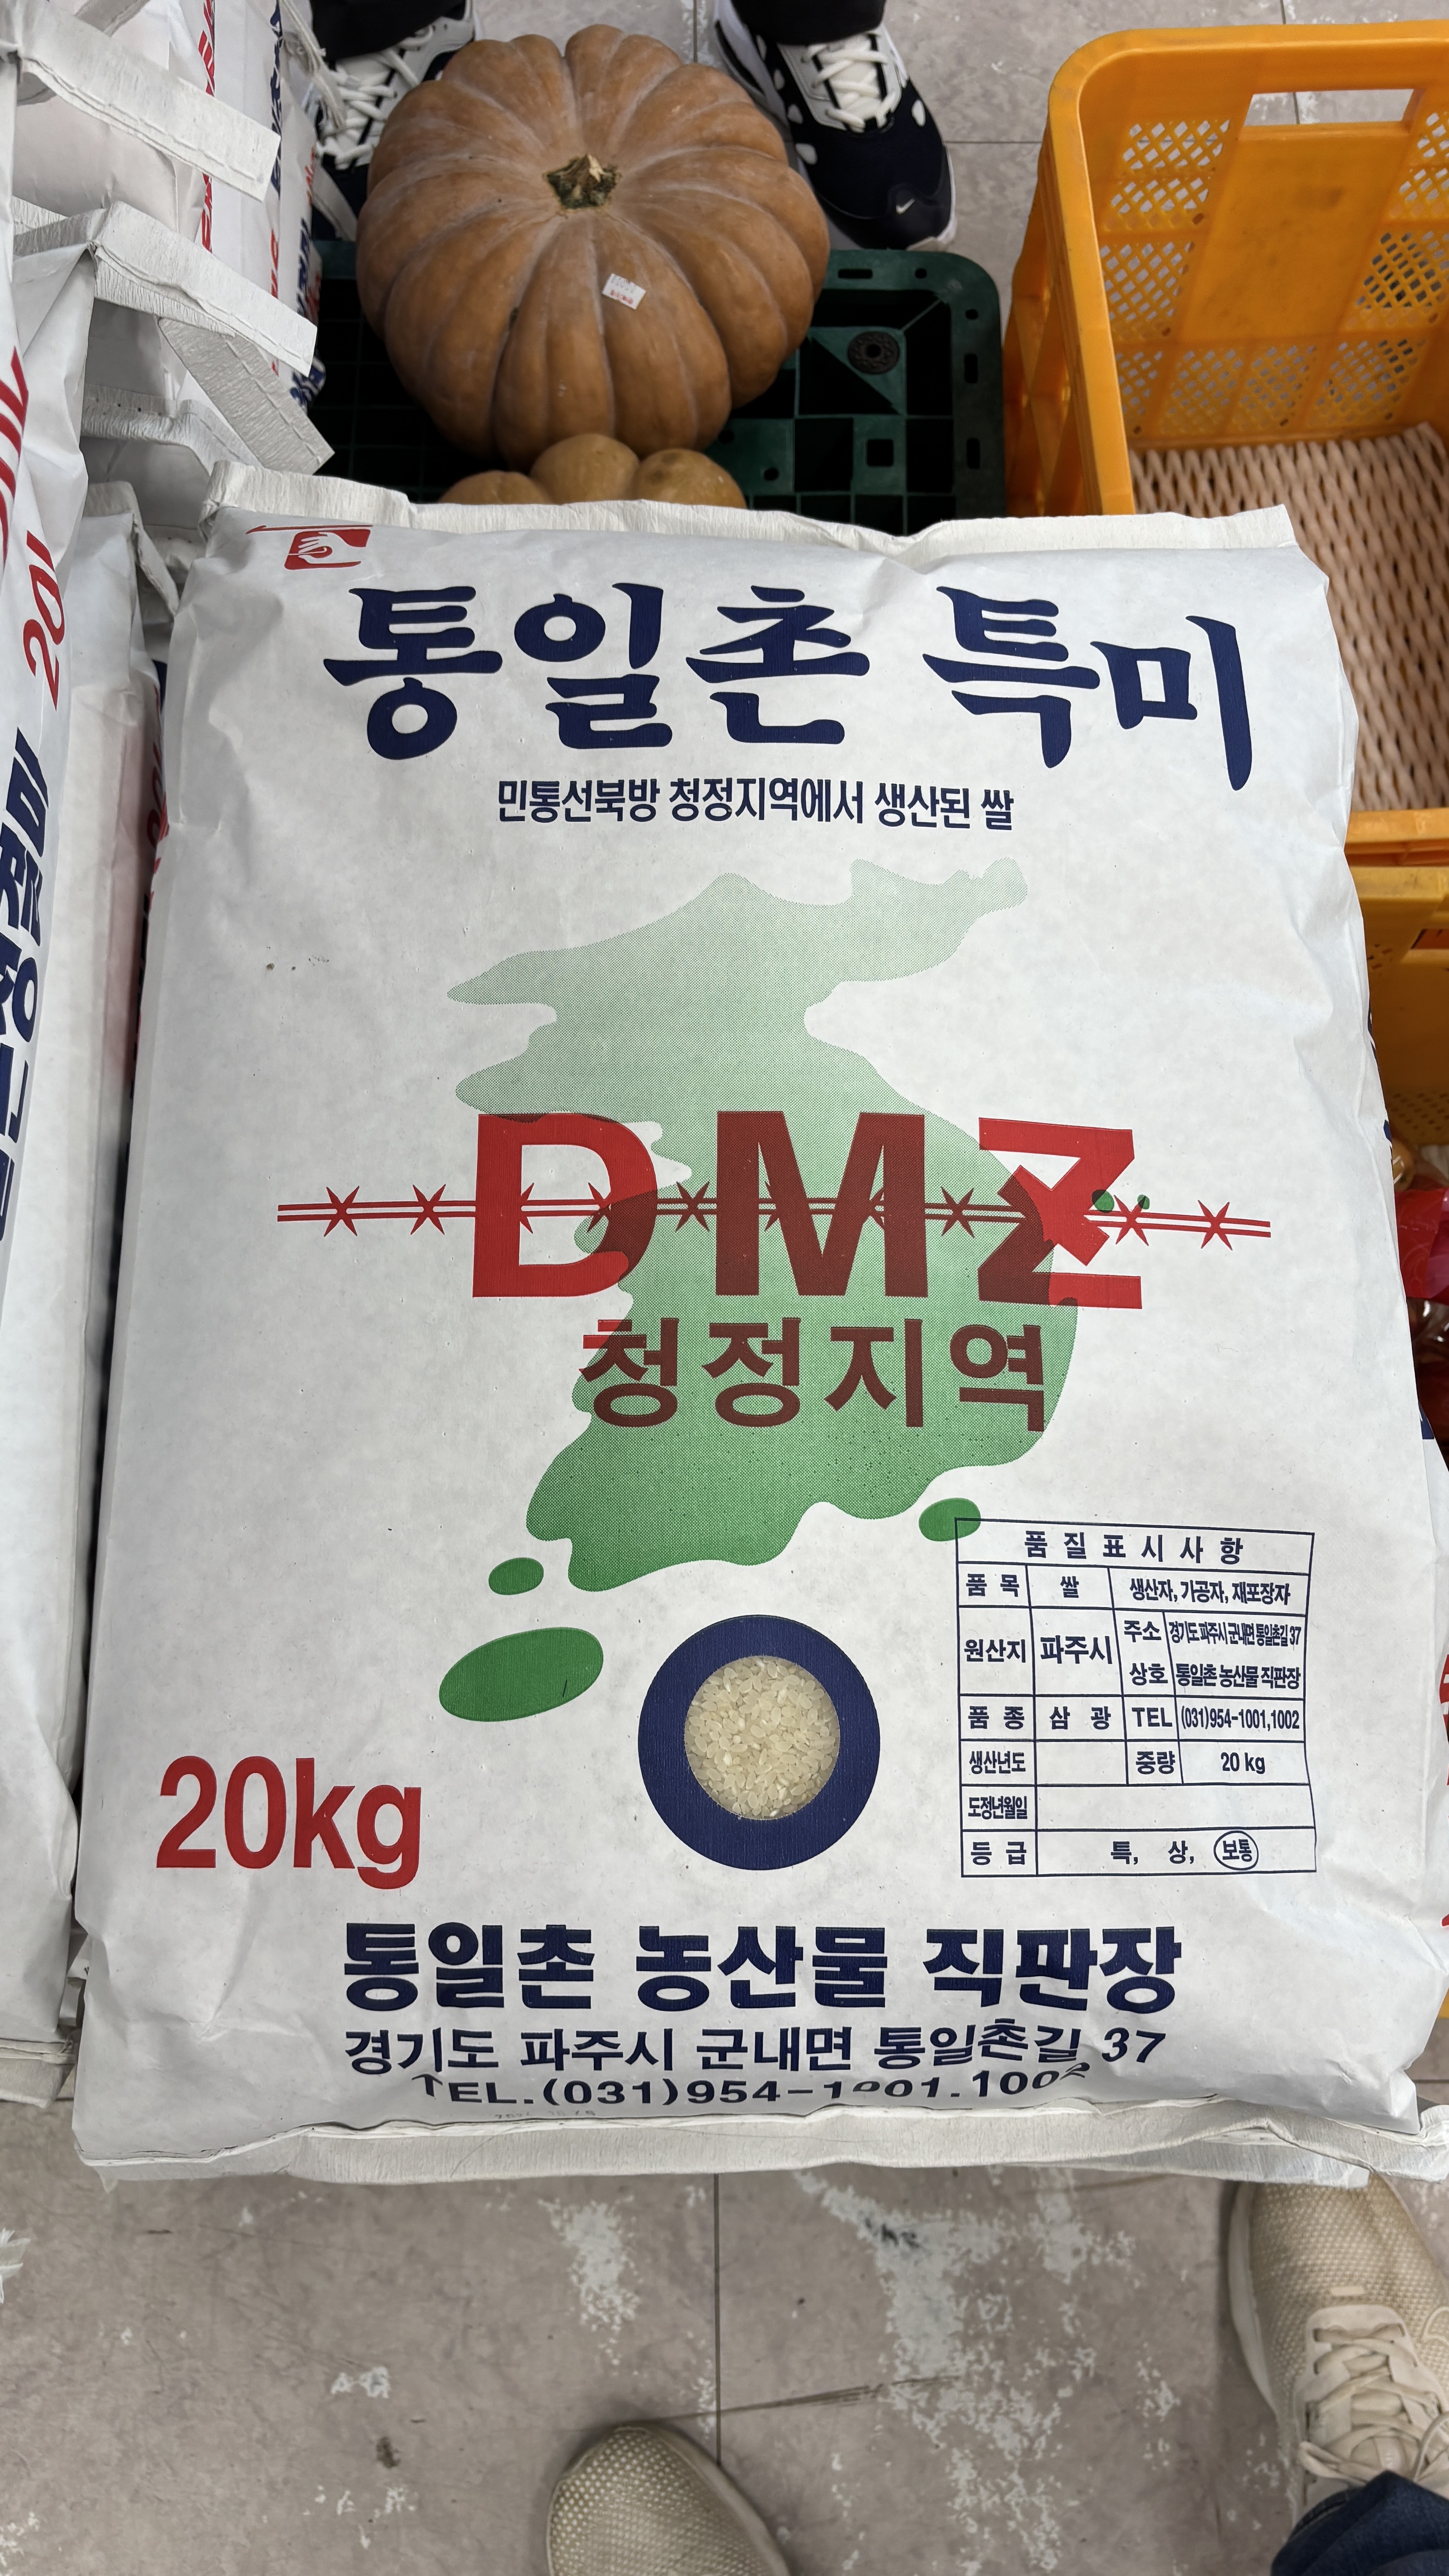 통일촌 특미
민통선북방 청정지역에서 생산된 쌀
DMZ
청정지역
품질표시사항
품목 쌀 생산자, 가공자, 재포장자
원산지 파주시 주소 경기도 파주시 군내면 통일촌길 37
상호 통일촌 농산물 직판장
품종 삼광 TEL (031)954-1001,1002
생산년도 중량 20 kg
도정년월일
등급 특, 상, 보통
20kg
통일촌 농산물 직판장
경기도 파주시 군내면 통일촌길 37
TEL.(031)954-1001.1002